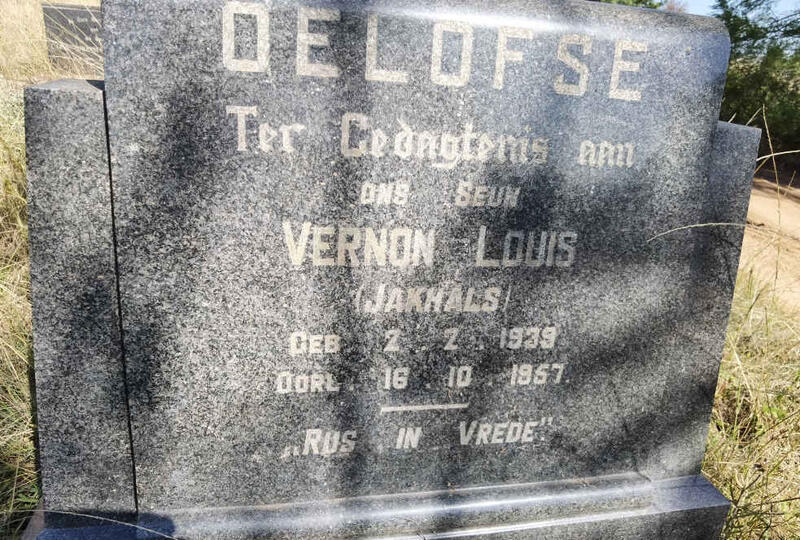 OELOFSE
Ter Gedagtenis aan
ONS SEUN
VERNON LOUIS
(JAKHALS)
GEB 2.2.1939
OORL. 16.10.1957.
„RUS IN VREDE"